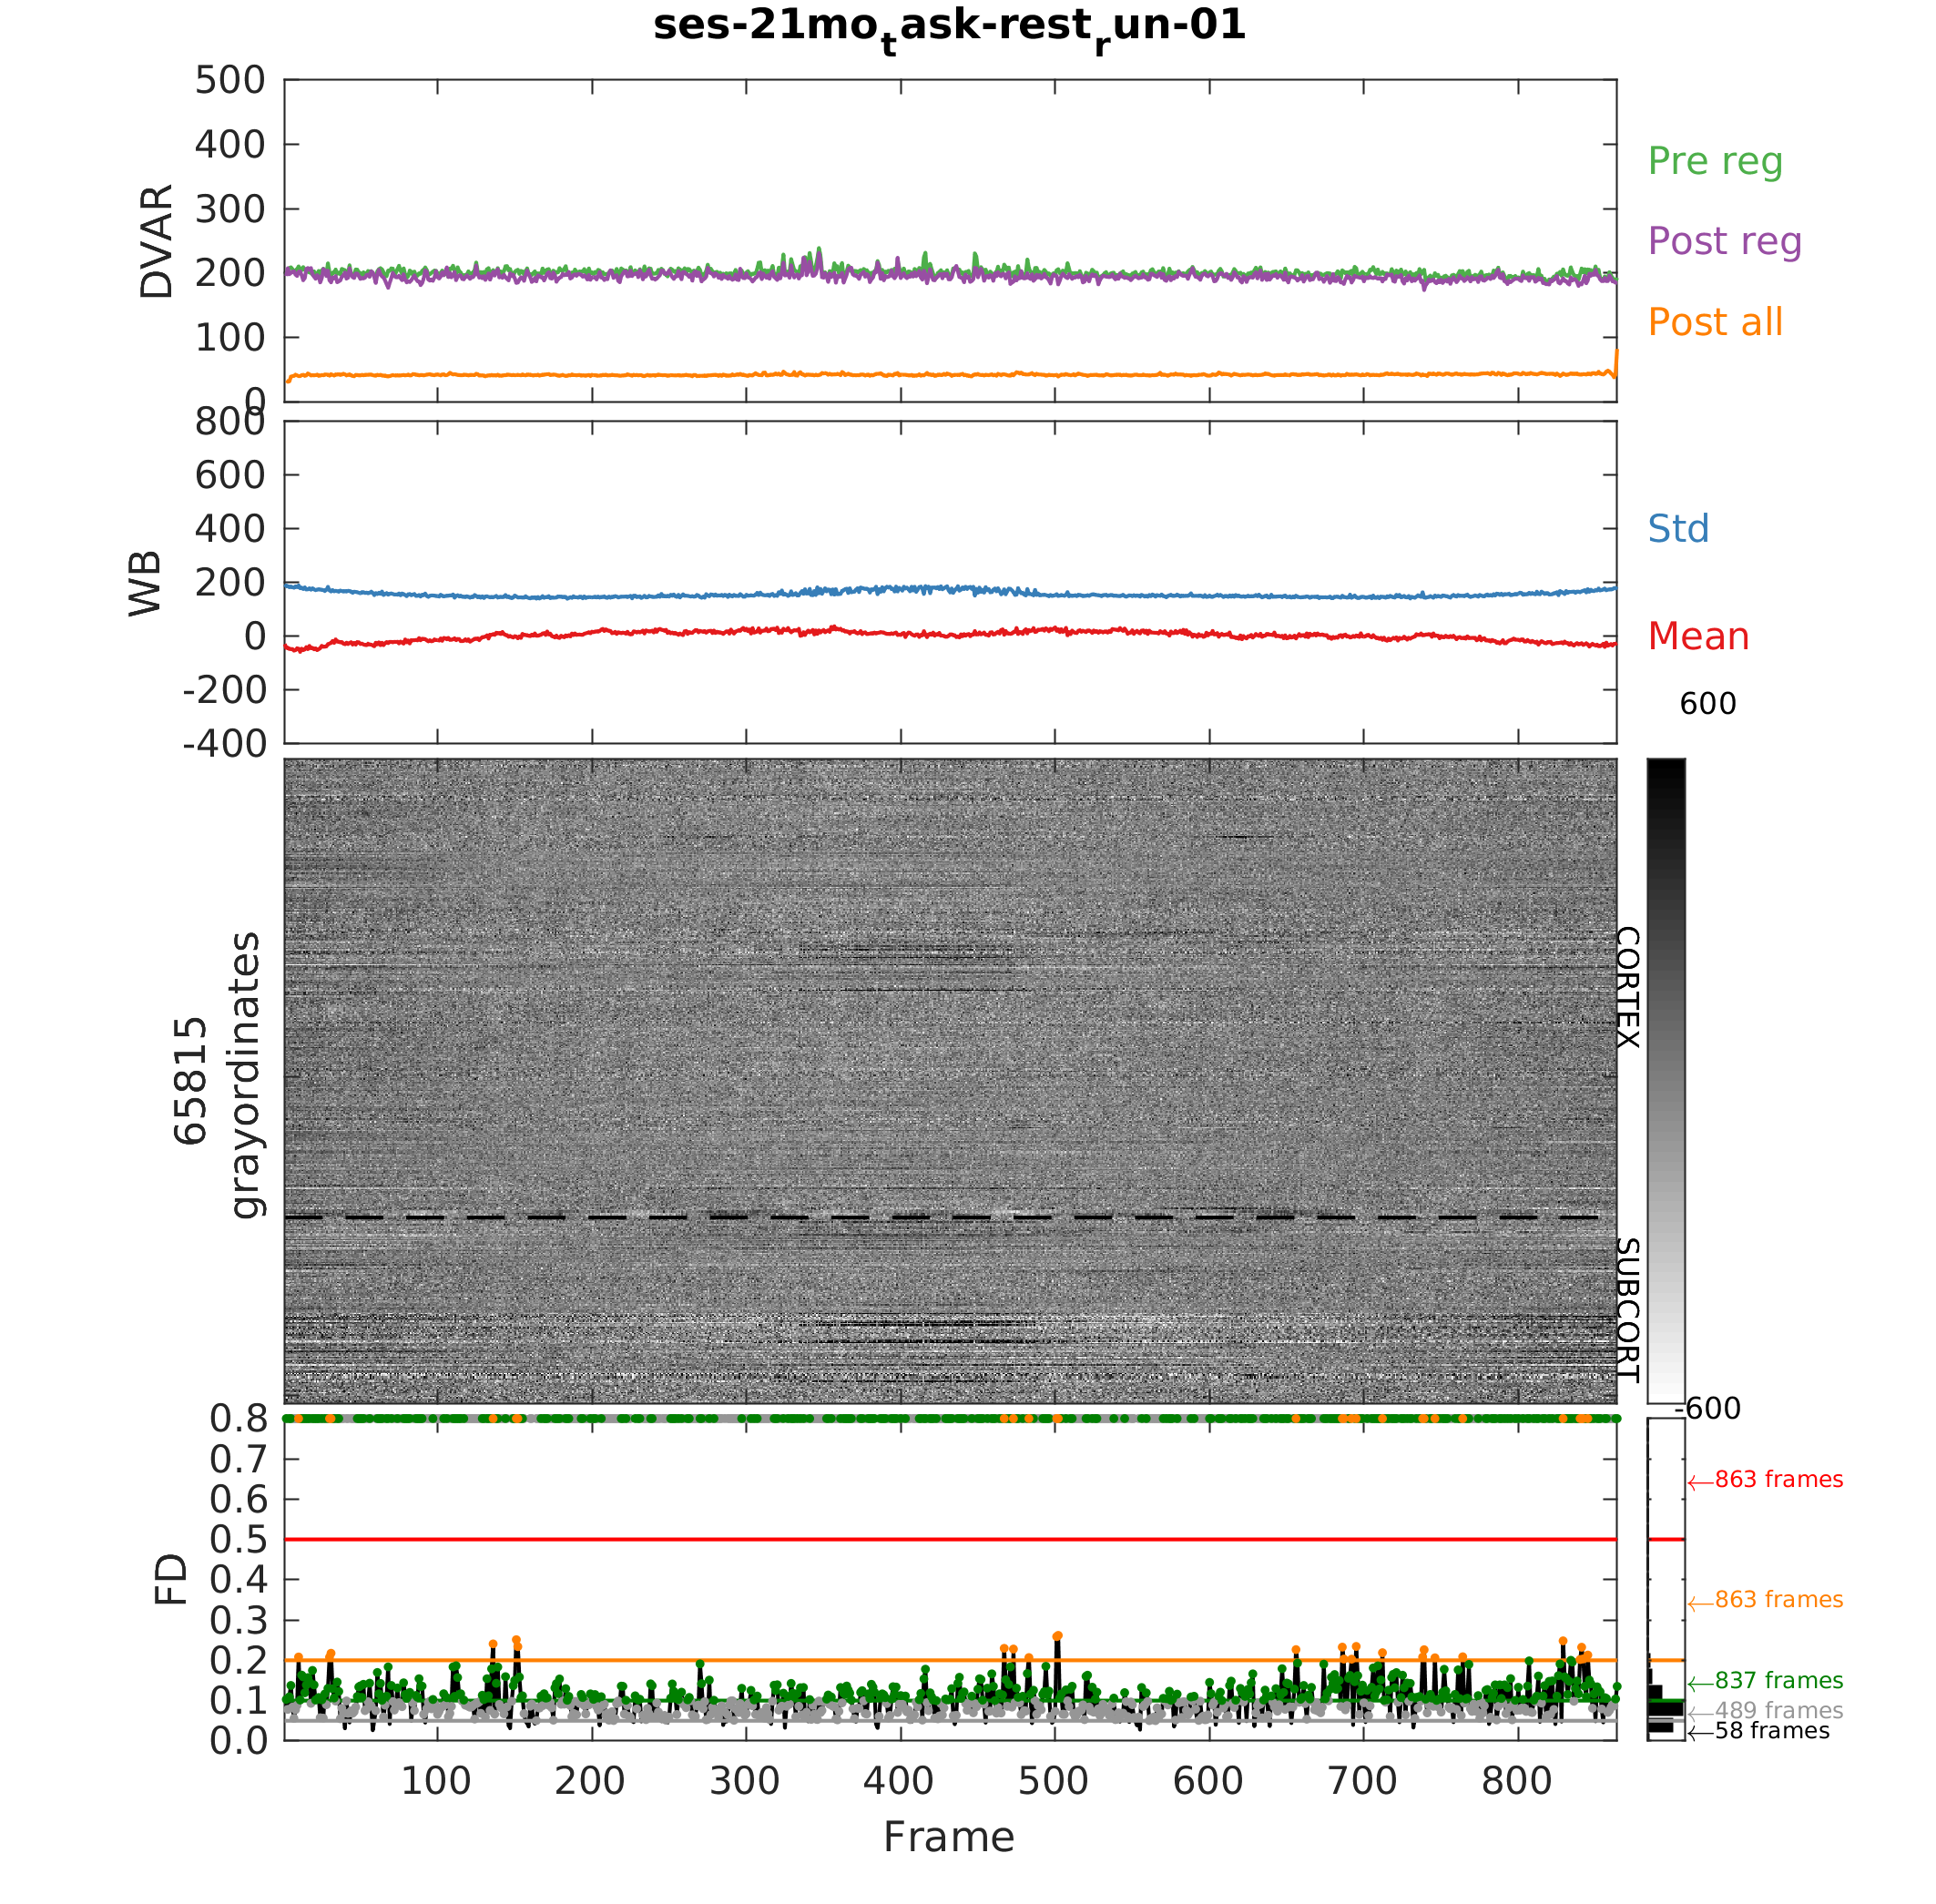 ses-21mo_task-rest_run-01
500
400
300
200
100
0
DVAR
Pre reg
Post reg
Post all
800
600
400
200
0
-200
-400
WB
Std
Mean
600
65815
grayordinates
CORTEX
SUBCORT
-600
0.8
0.7
0.6
0.5
0.4
0.3
0.2
0.1
0.0
FD
←863 frames
←863 frames
←837 frames
←489 frames
←58 frames
100 200 300 400 500 600 700 800
Frame